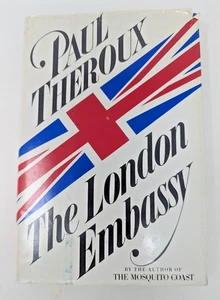 PAUL
THEROUX
The London
Embassy
BY THE AUTHOR OF
THE MOSQUITO COAST